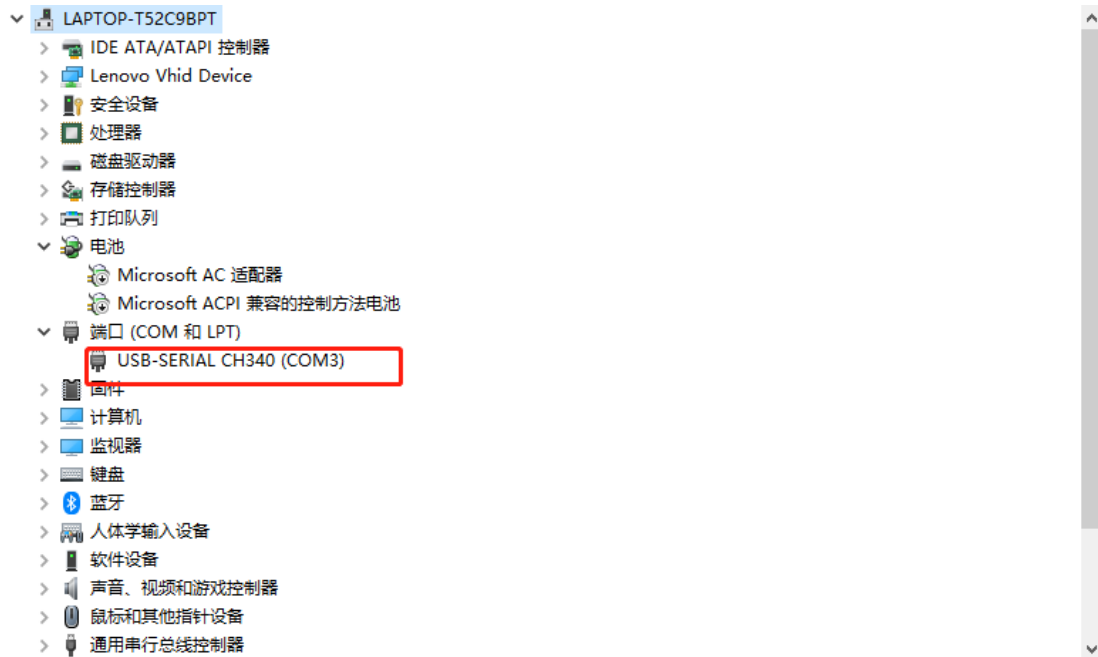 LAPTOP-T52C9BPT
IDE ATA/ATAPI 控制器
Lenovo Vhid Device
安全设备
处理器
磁盘驱动器
存储控制器
打印队列
电池
Microsoft AC 适配器
Microsoft ACPI 兼容的控制方法电池
端口 (COM 和 LPT)
USB-SERIAL CH340 (COM3)
固件
计算机
监视器
键盘
蓝牙
人体学输入设备
软件设备
声音、视频和游戏控制器
鼠标和其他指针设备
通用串行总线控制器